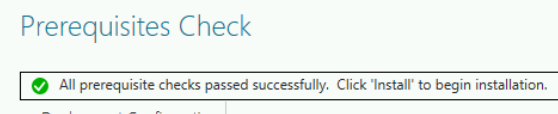 Prerequisites Check
All prerequisite checks passed successfully. Click 'Install' to begin installation.